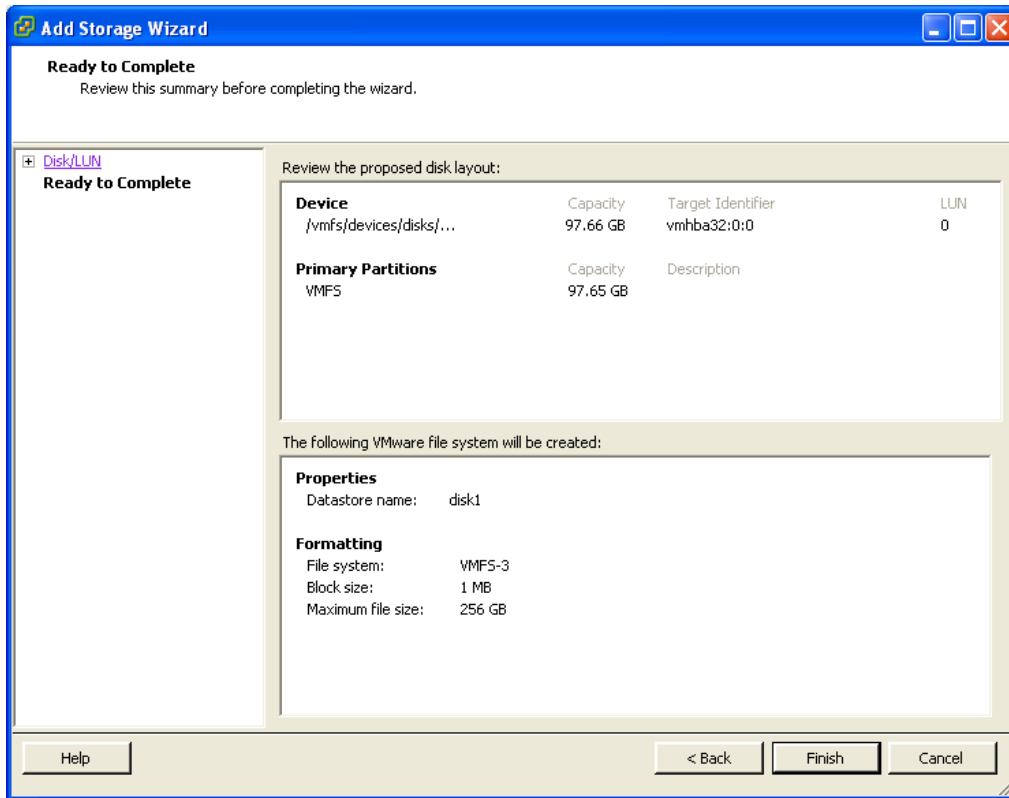 Add Storage Wizard
Ready to Complete
Review this summary before completing the wizard.
Disk/LUN
Ready to Complete
Review the proposed disk layout:
Device Capacity Target Identifier LUN
/vmfs/devices/disks/... 97.66 GB vmhba32:0:0 0
Primary Partitions Capacity Description
VMFS 97.65 GB
The following VMware file system will be created:
Properties
Datastore name: disk1
Formatting
File system: VMFS-3
Block size: 1 MB
Maximum file size: 256 GB
Help < Back Finish Cancel